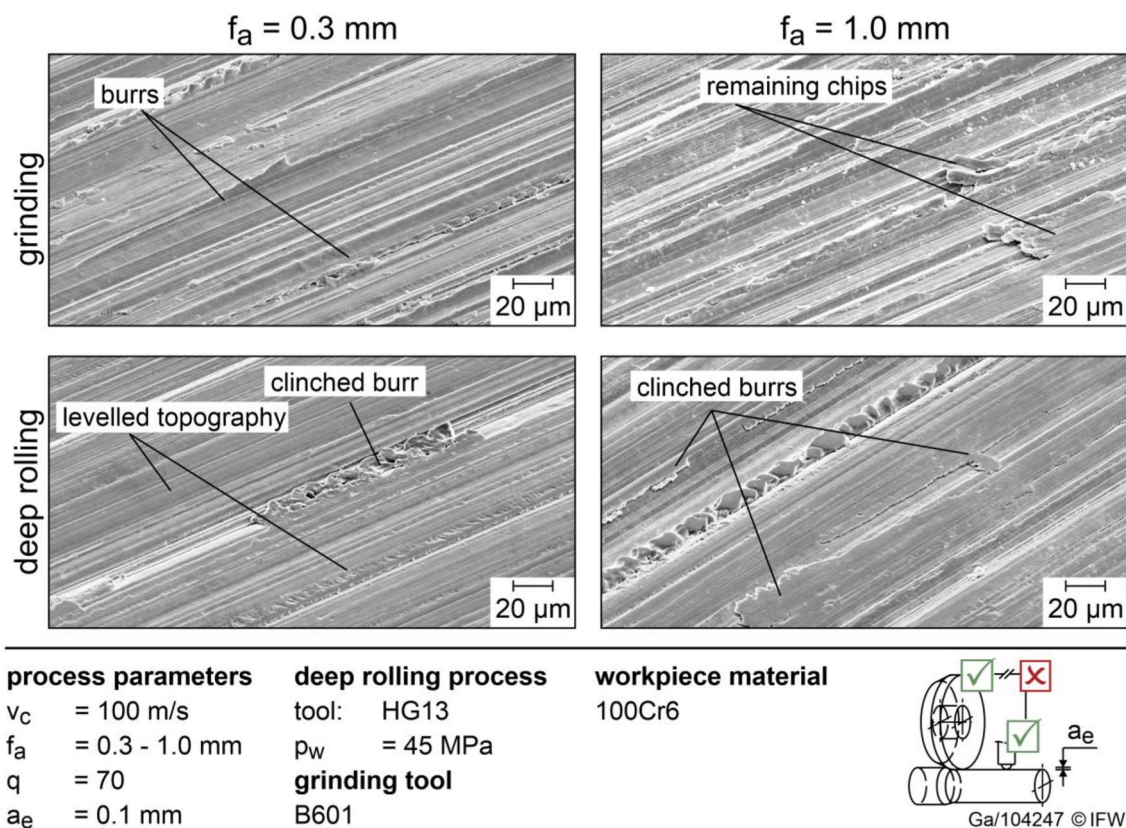 fa = 0.3 mm
fa = 1.0 mm
grinding
burrs
20 µm
remaining chips
20 µm
deep rolling
clinched burr
levelled topography
20 µm
clinched burrs
20 µm
process parameters
vc = 100 m/s
fa = 0.3 - 1.0 mm
q = 70
ae = 0.1 mm
deep rolling process
tool: HG13
pw = 45 MPa
grinding tool
B601
workpiece material
100Cr6
ae
Ga/104247 © IFW